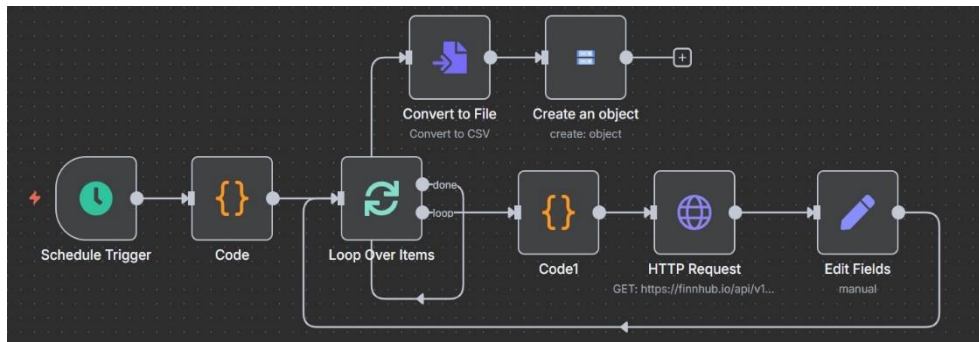 Convert to File
Convert to CSV
Create an object
create: object
done
loop
Schedule Trigger
{}
Code
Loop Over Items
{}
Code1
HTTP Request
GET: https://finnhub.io/api/v1...
Edit Fields
manual